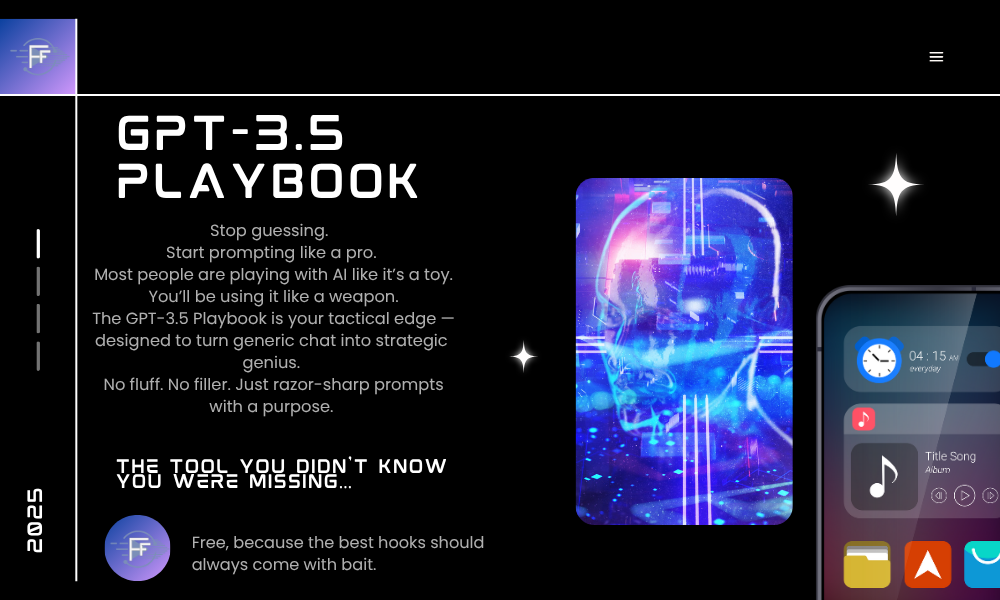 FF
GPT-3.5
PLAYBOOK
Stop guessing.
Start prompting like a pro.
Most people are playing with AI like it’s a toy.
You’ll be using it like a weapon.
The GPT-3.5 Playbook is your tactical edge —
designed to turn generic chat into strategic
genius.
No fluff. No filler. Just razor-sharp prompts
with a purpose.
THE TOOL YOU DIDN'T KNOW
YOU WERE MISSING...
2025
FF
Free, because the best hooks should
always come with bait.
04 : 15 AM
everyday
Title Song
Album